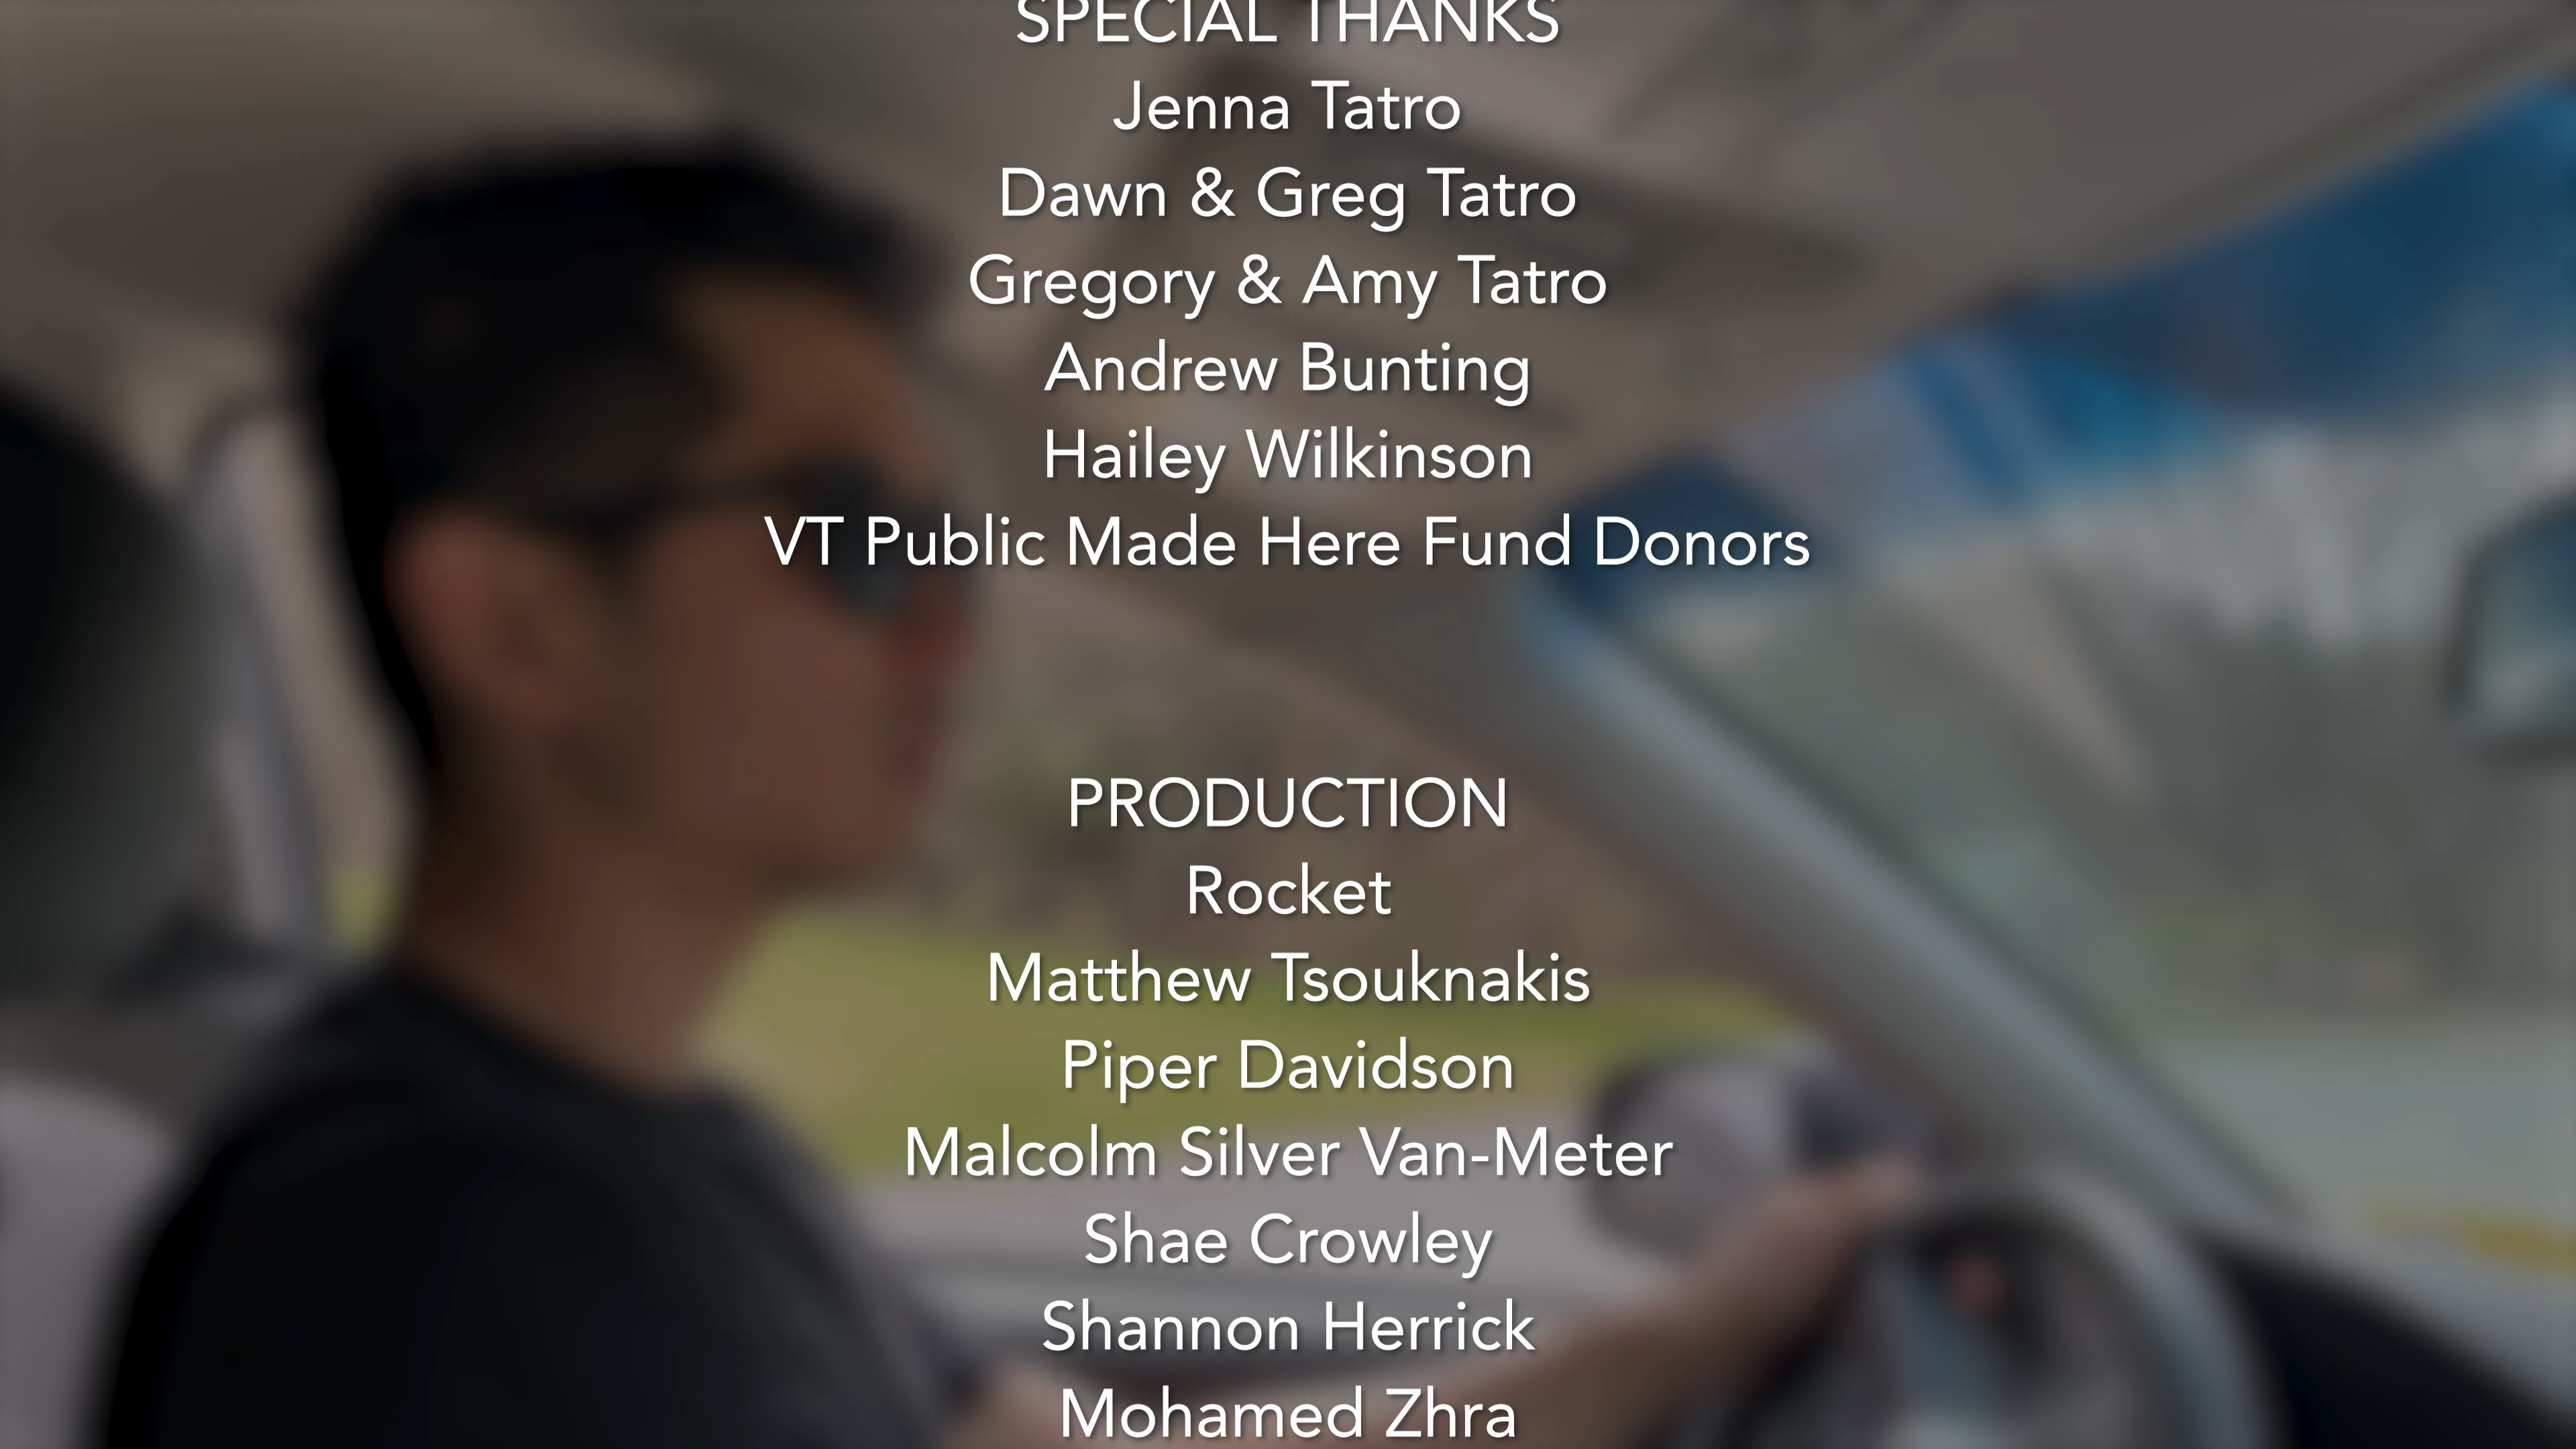 SPECIAL THANKS
Jenna Tatro
Dawn & Greg Tatro
Gregory & Amy Tatro
Andrew Bunting
Hailey Wilkinson
VT Public Made Here Fund Donors
PRODUCTION
Rocket
Matthew Tsouknakis
Piper Davidson
Malcolm Silver Van-Meter
Shae Crowley
Shannon Herrick
Mohamed Zhra